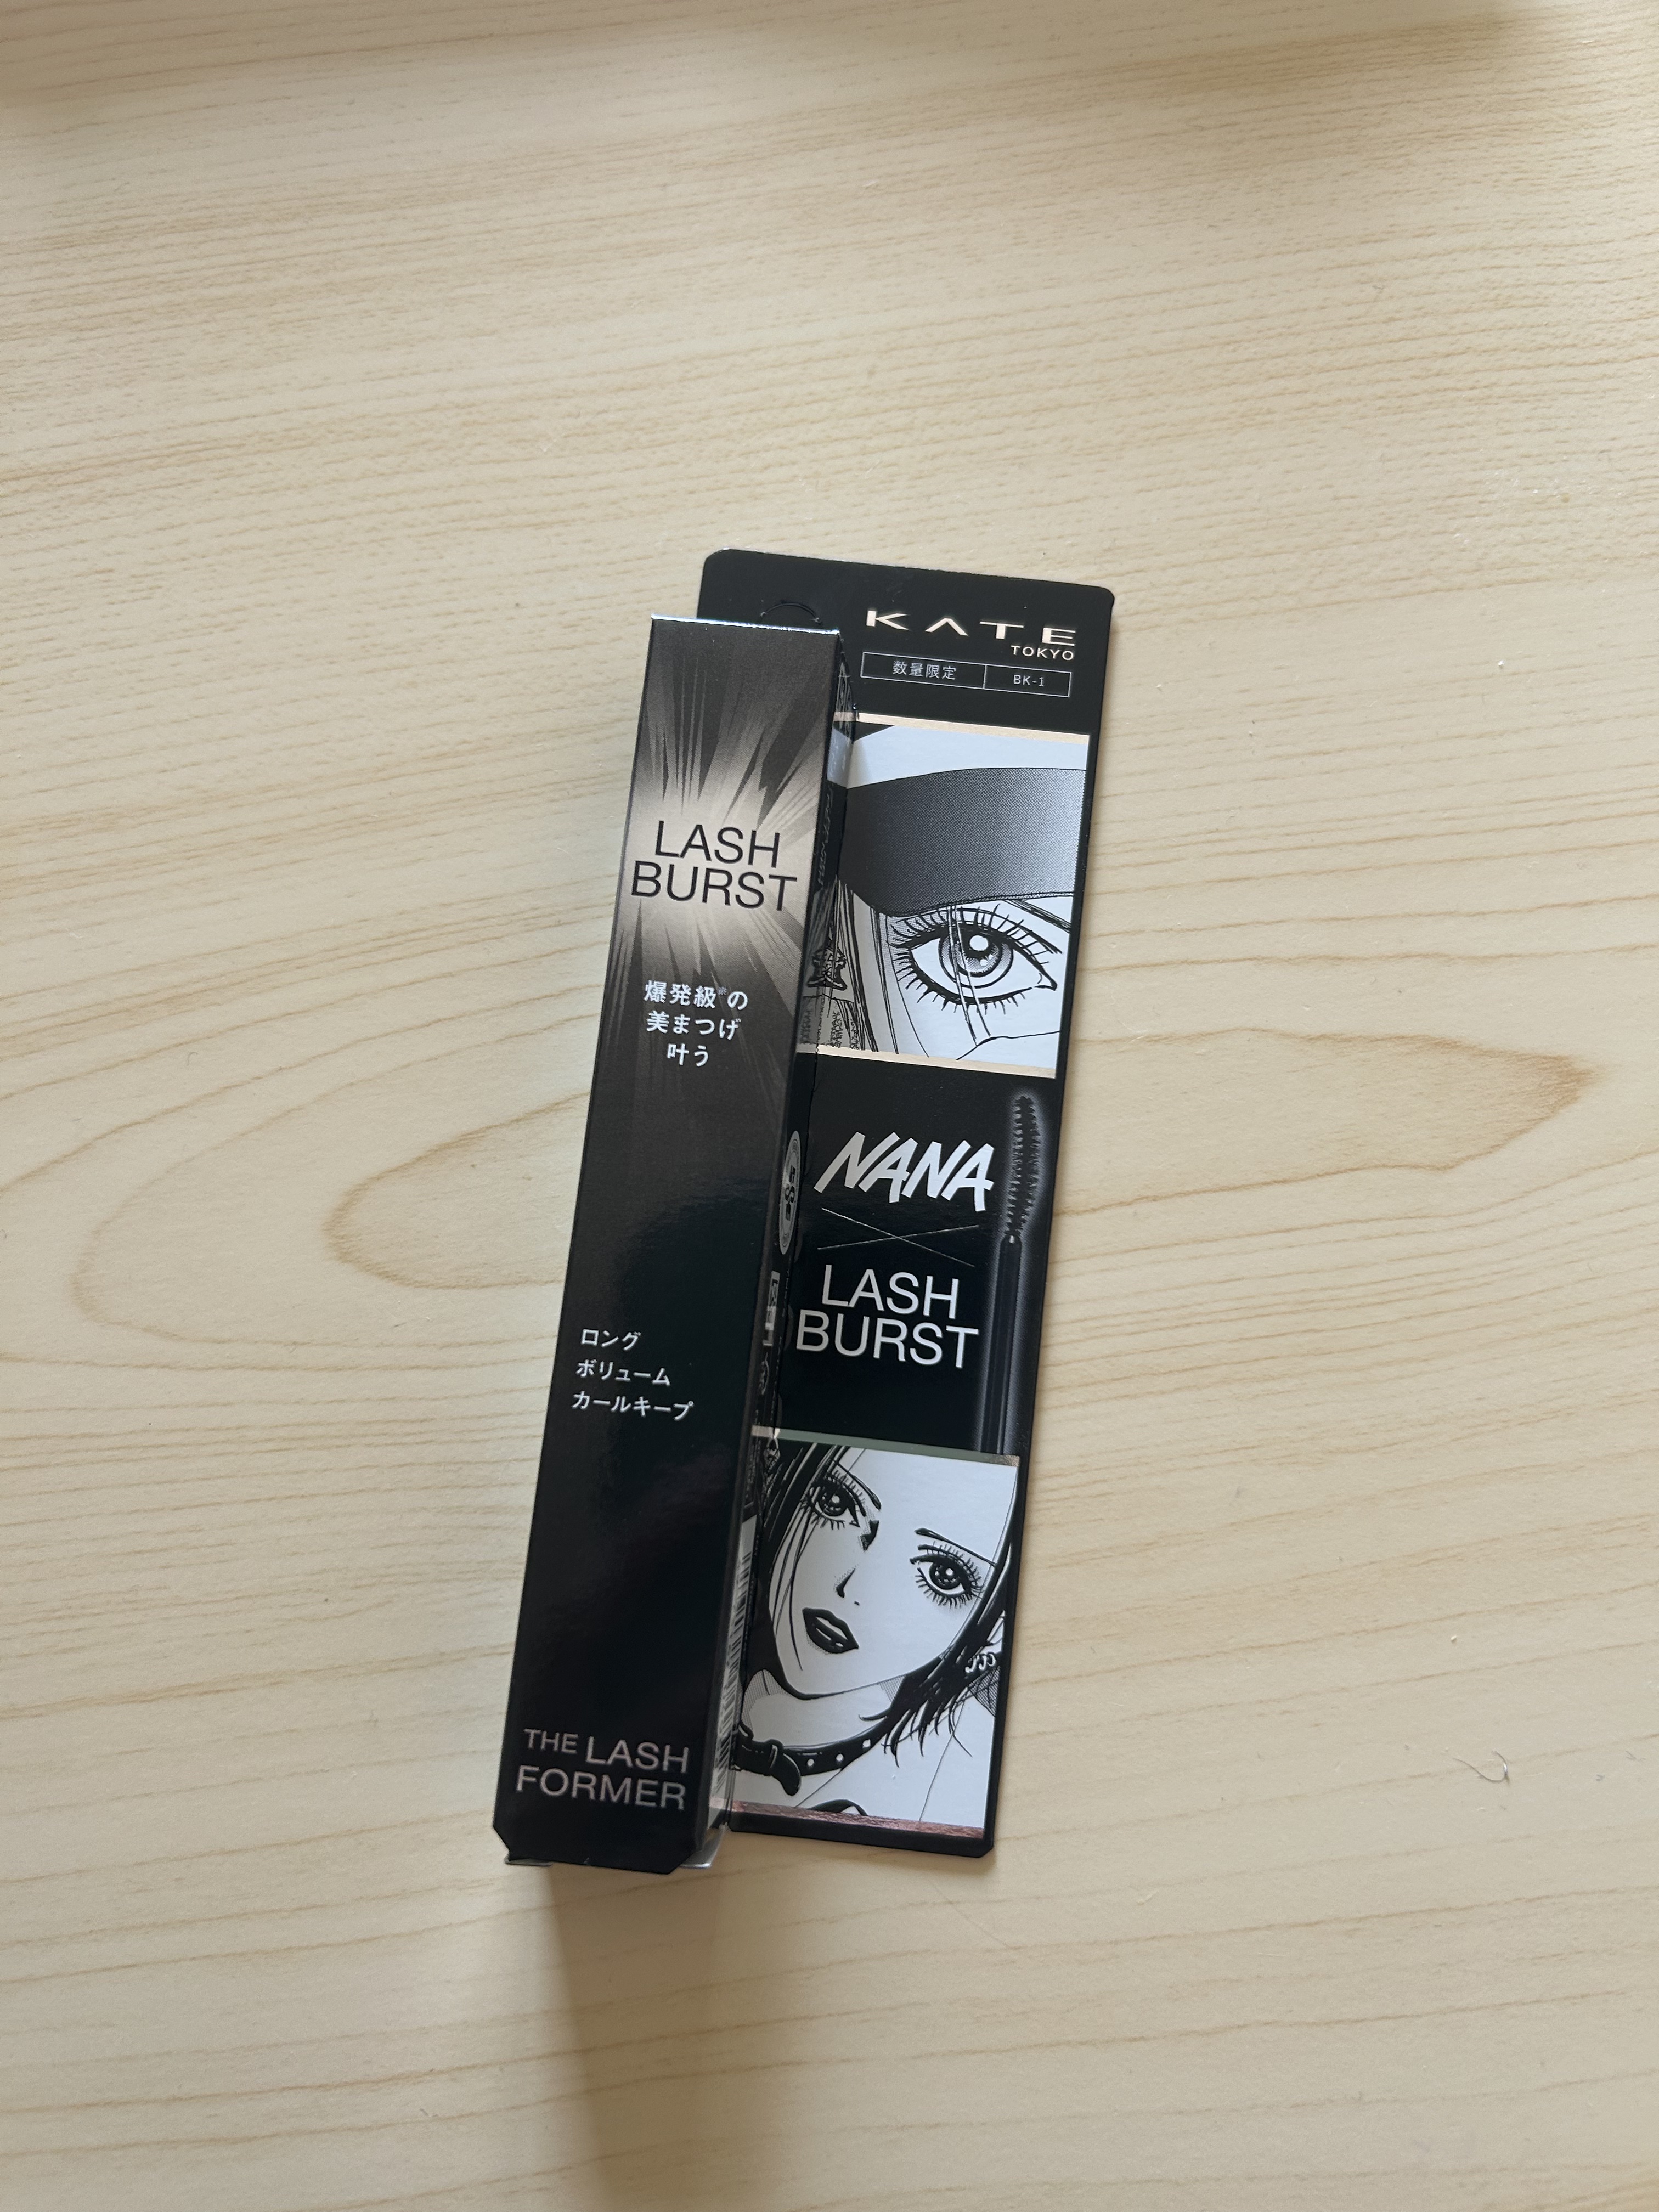 KATE
TOKYO
数量限定 BK-1
LASH
BURST
爆発級※の
美まつげ
叶う
ロング
ボリューム
カールキープ
THE LASH
FORMER
NANA
LASH
BURST